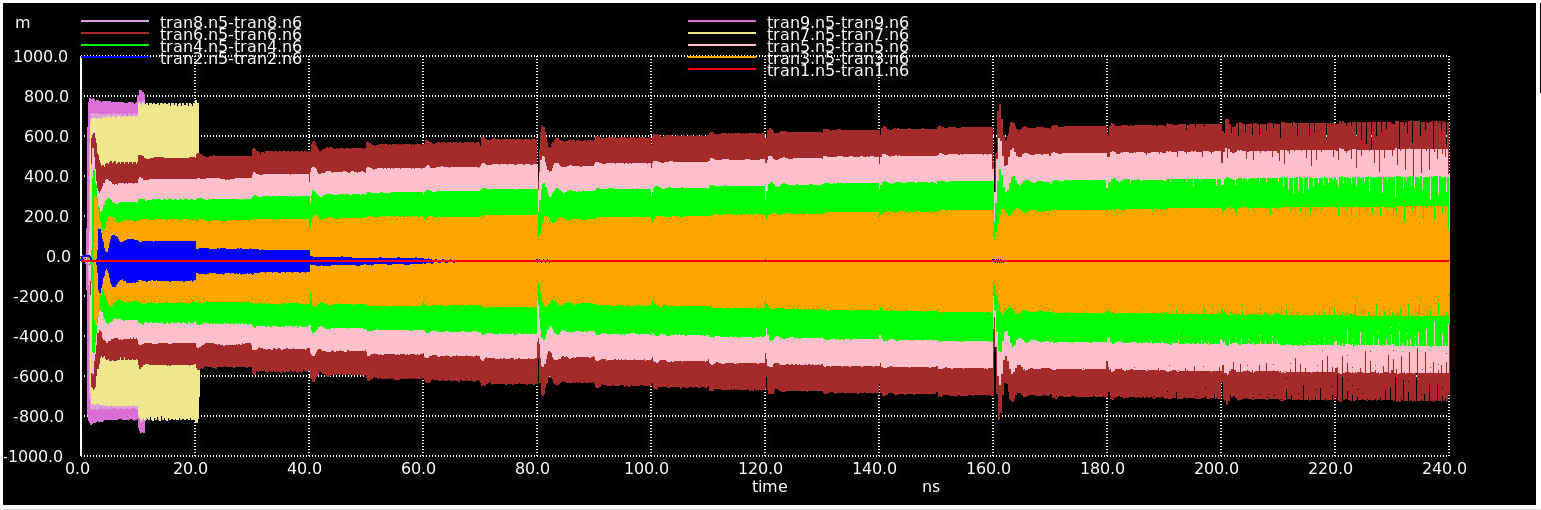 m
tran8.n5-tran8.n6 tran9.n5-tran9.n6
tran6.n5-tran6.n6 tran7.n5-tran7.n6
tran4.n5-tran4.n6 tran5.n5-tran5.n6
tran2.n5-tran2.n6 tran3.n5-tran3.n6
tran1.n5-tran1.n6
1000.0
800.0
600.0
400.0
200.0
0.0
-200.0
-400.0
-600.0
-800.0
-1000.0
0.0 20.0 40.0 60.0 80.0 100.0 120.0 140.0 160.0 180.0 200.0 220.0 240.0
time ns